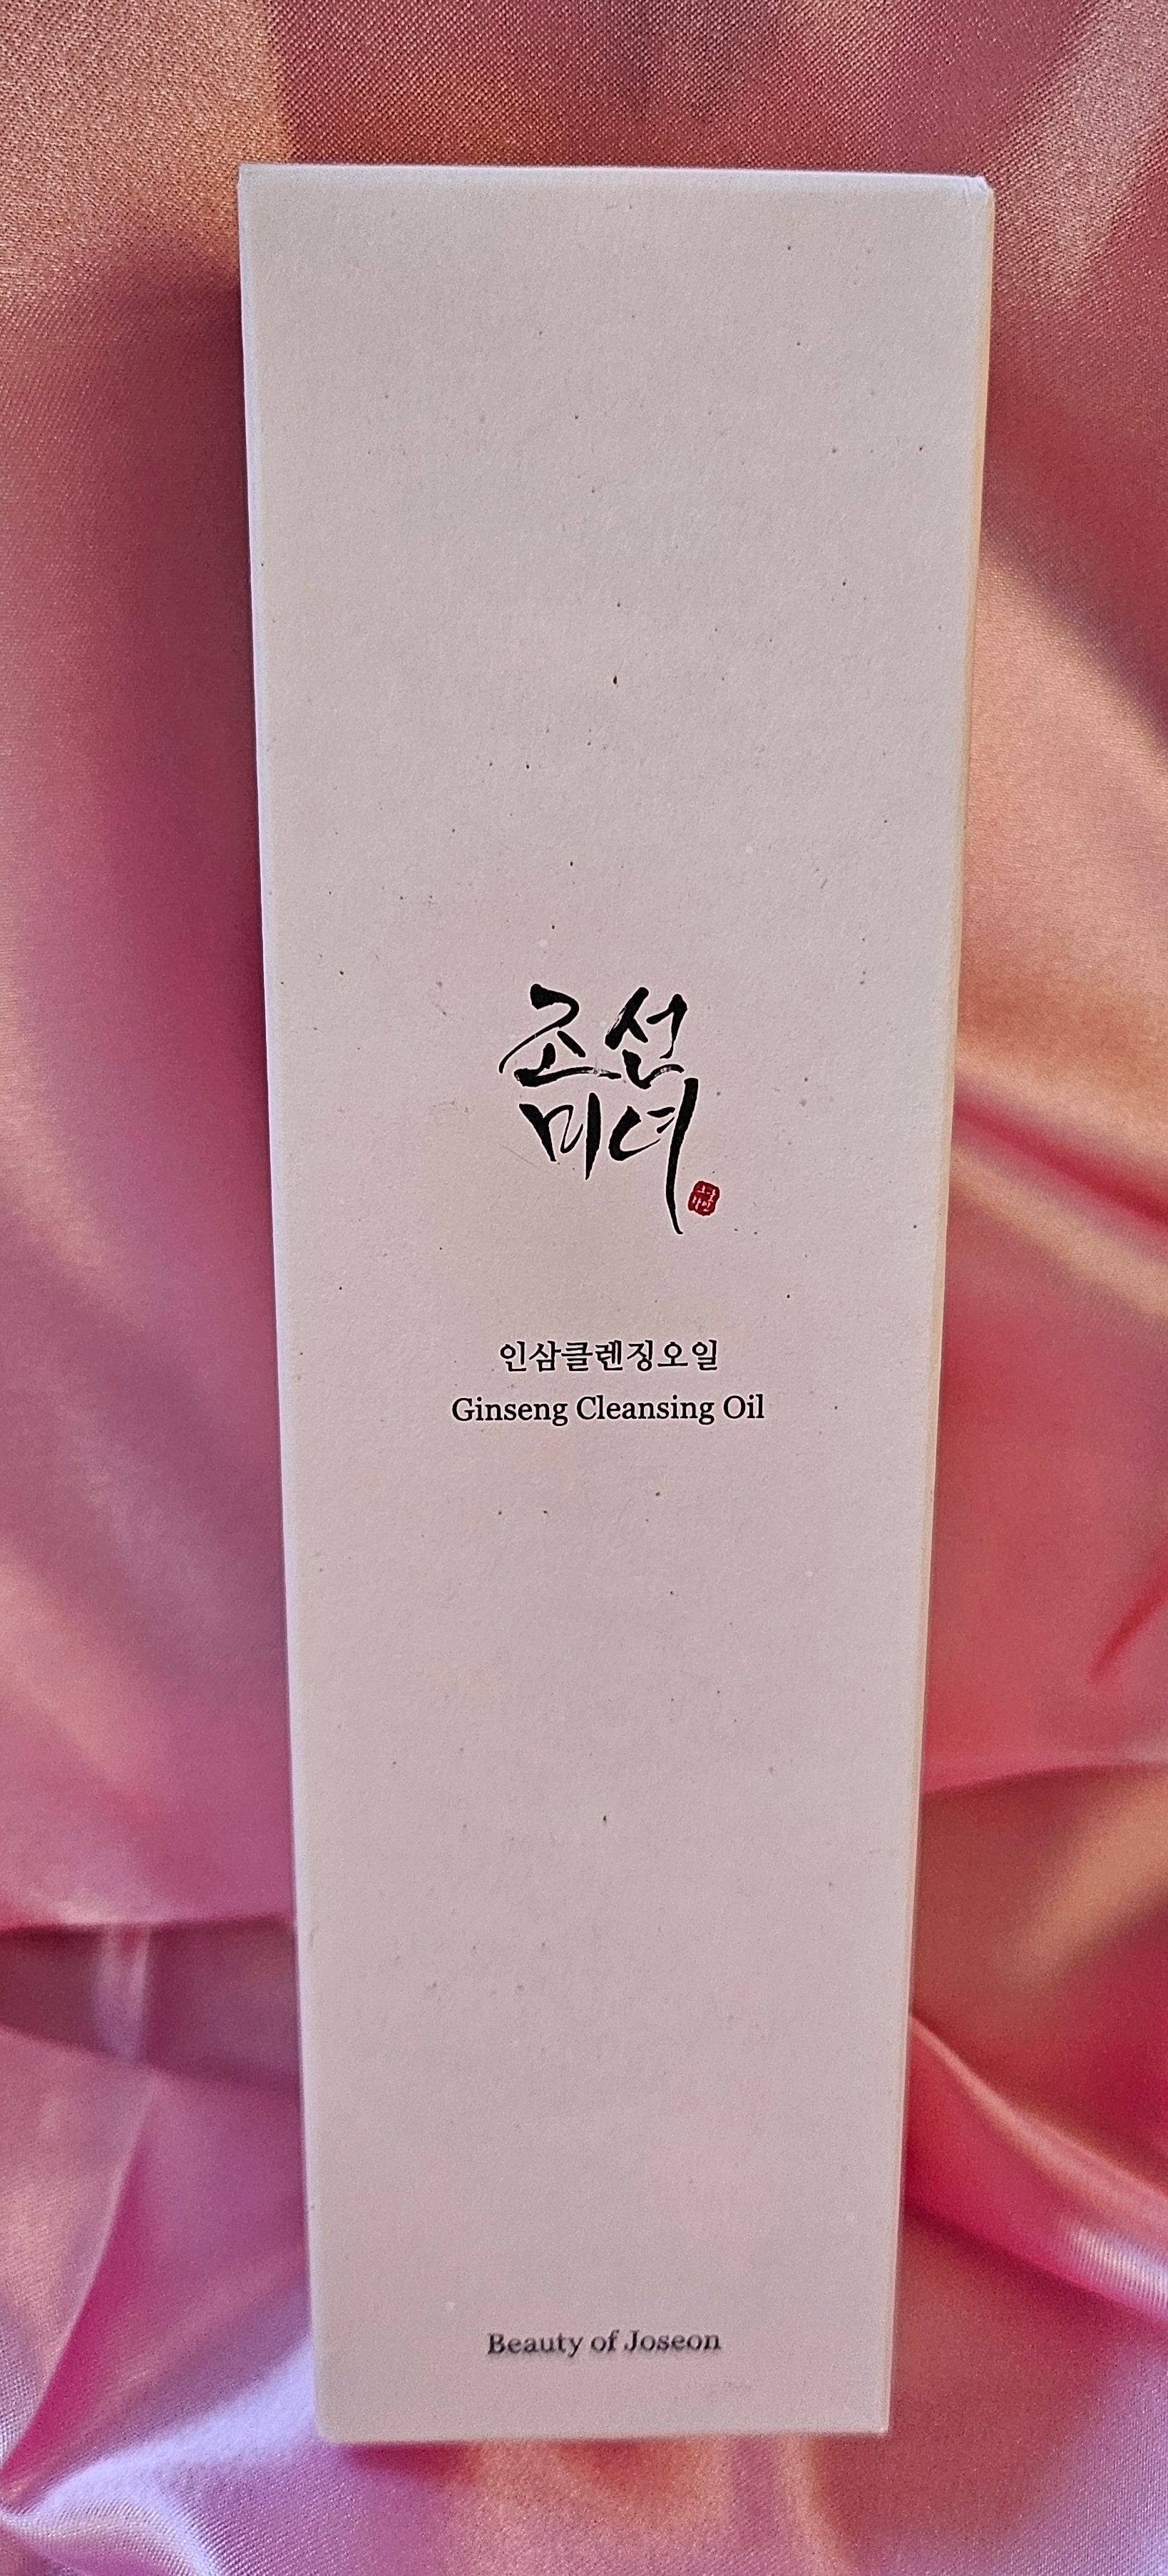 조선
미녀
인삼클렌징오일
Ginseng Cleansing Oil
Beauty of Joseon